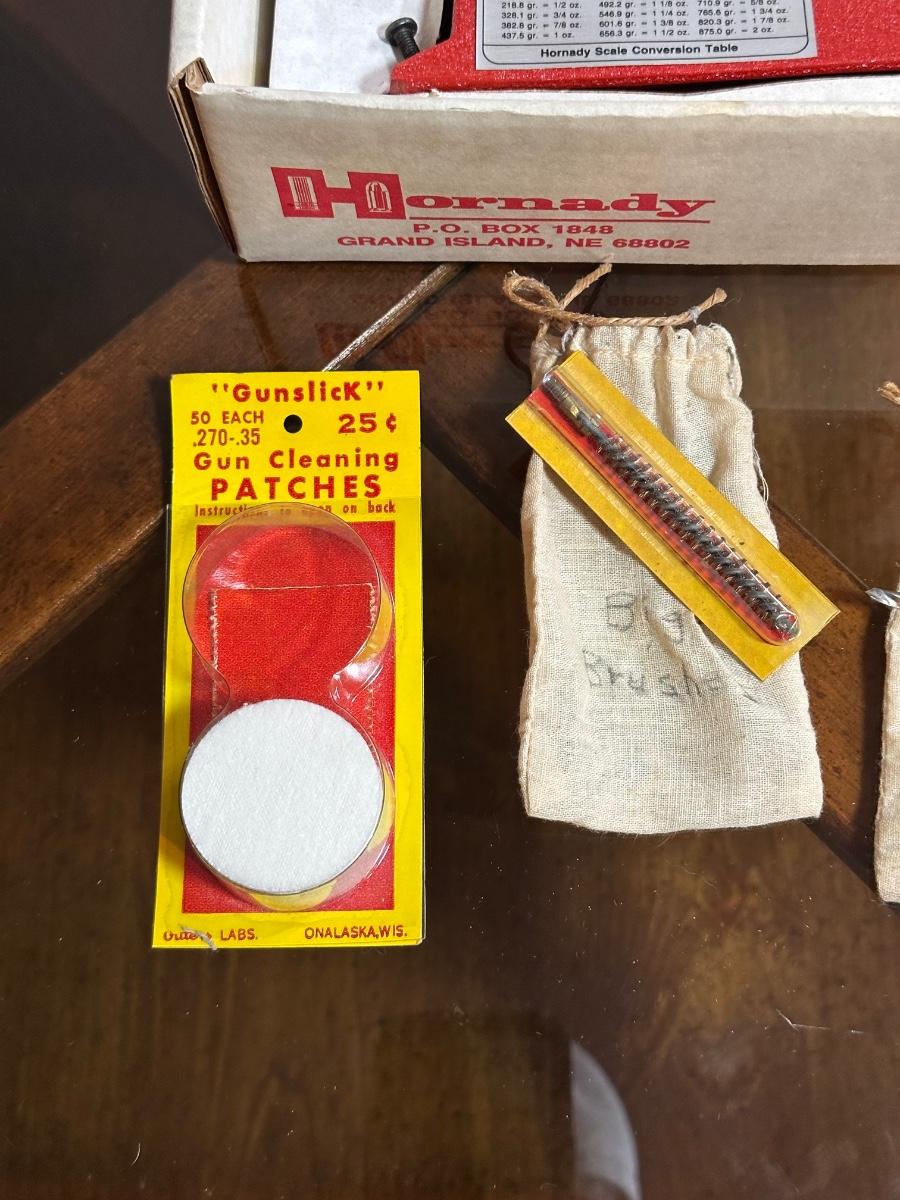 218.8 gr. = 1/2 oz. 492.2 gr. = 1 1/8 oz. 710.9 gr. = 5/8 oz.
328.1 gr. = 3/4 oz. 546.9 gr. = 1 1/4 oz. 765.6 gr. = 1 3/4 oz.
382.8 gr. = 7/8 oz. 601.6 gr. = 1 3/8 oz. 820.3 gr. = 1 7/8 oz.
437.5 gr. = 1 oz. 656.3 gr. = 1 1/2 oz. 875.0 gr. = 2 oz.
Hornady Scale Conversion Table
Hornady
P.O. BOX 1848
GRAND ISLAND, NE 68802
"GunslicK"
50 EACH 25¢
.270-.35
Gun Cleaning
PATCHES
Instructions to open on back
LABS. ONALASKA, WIS.